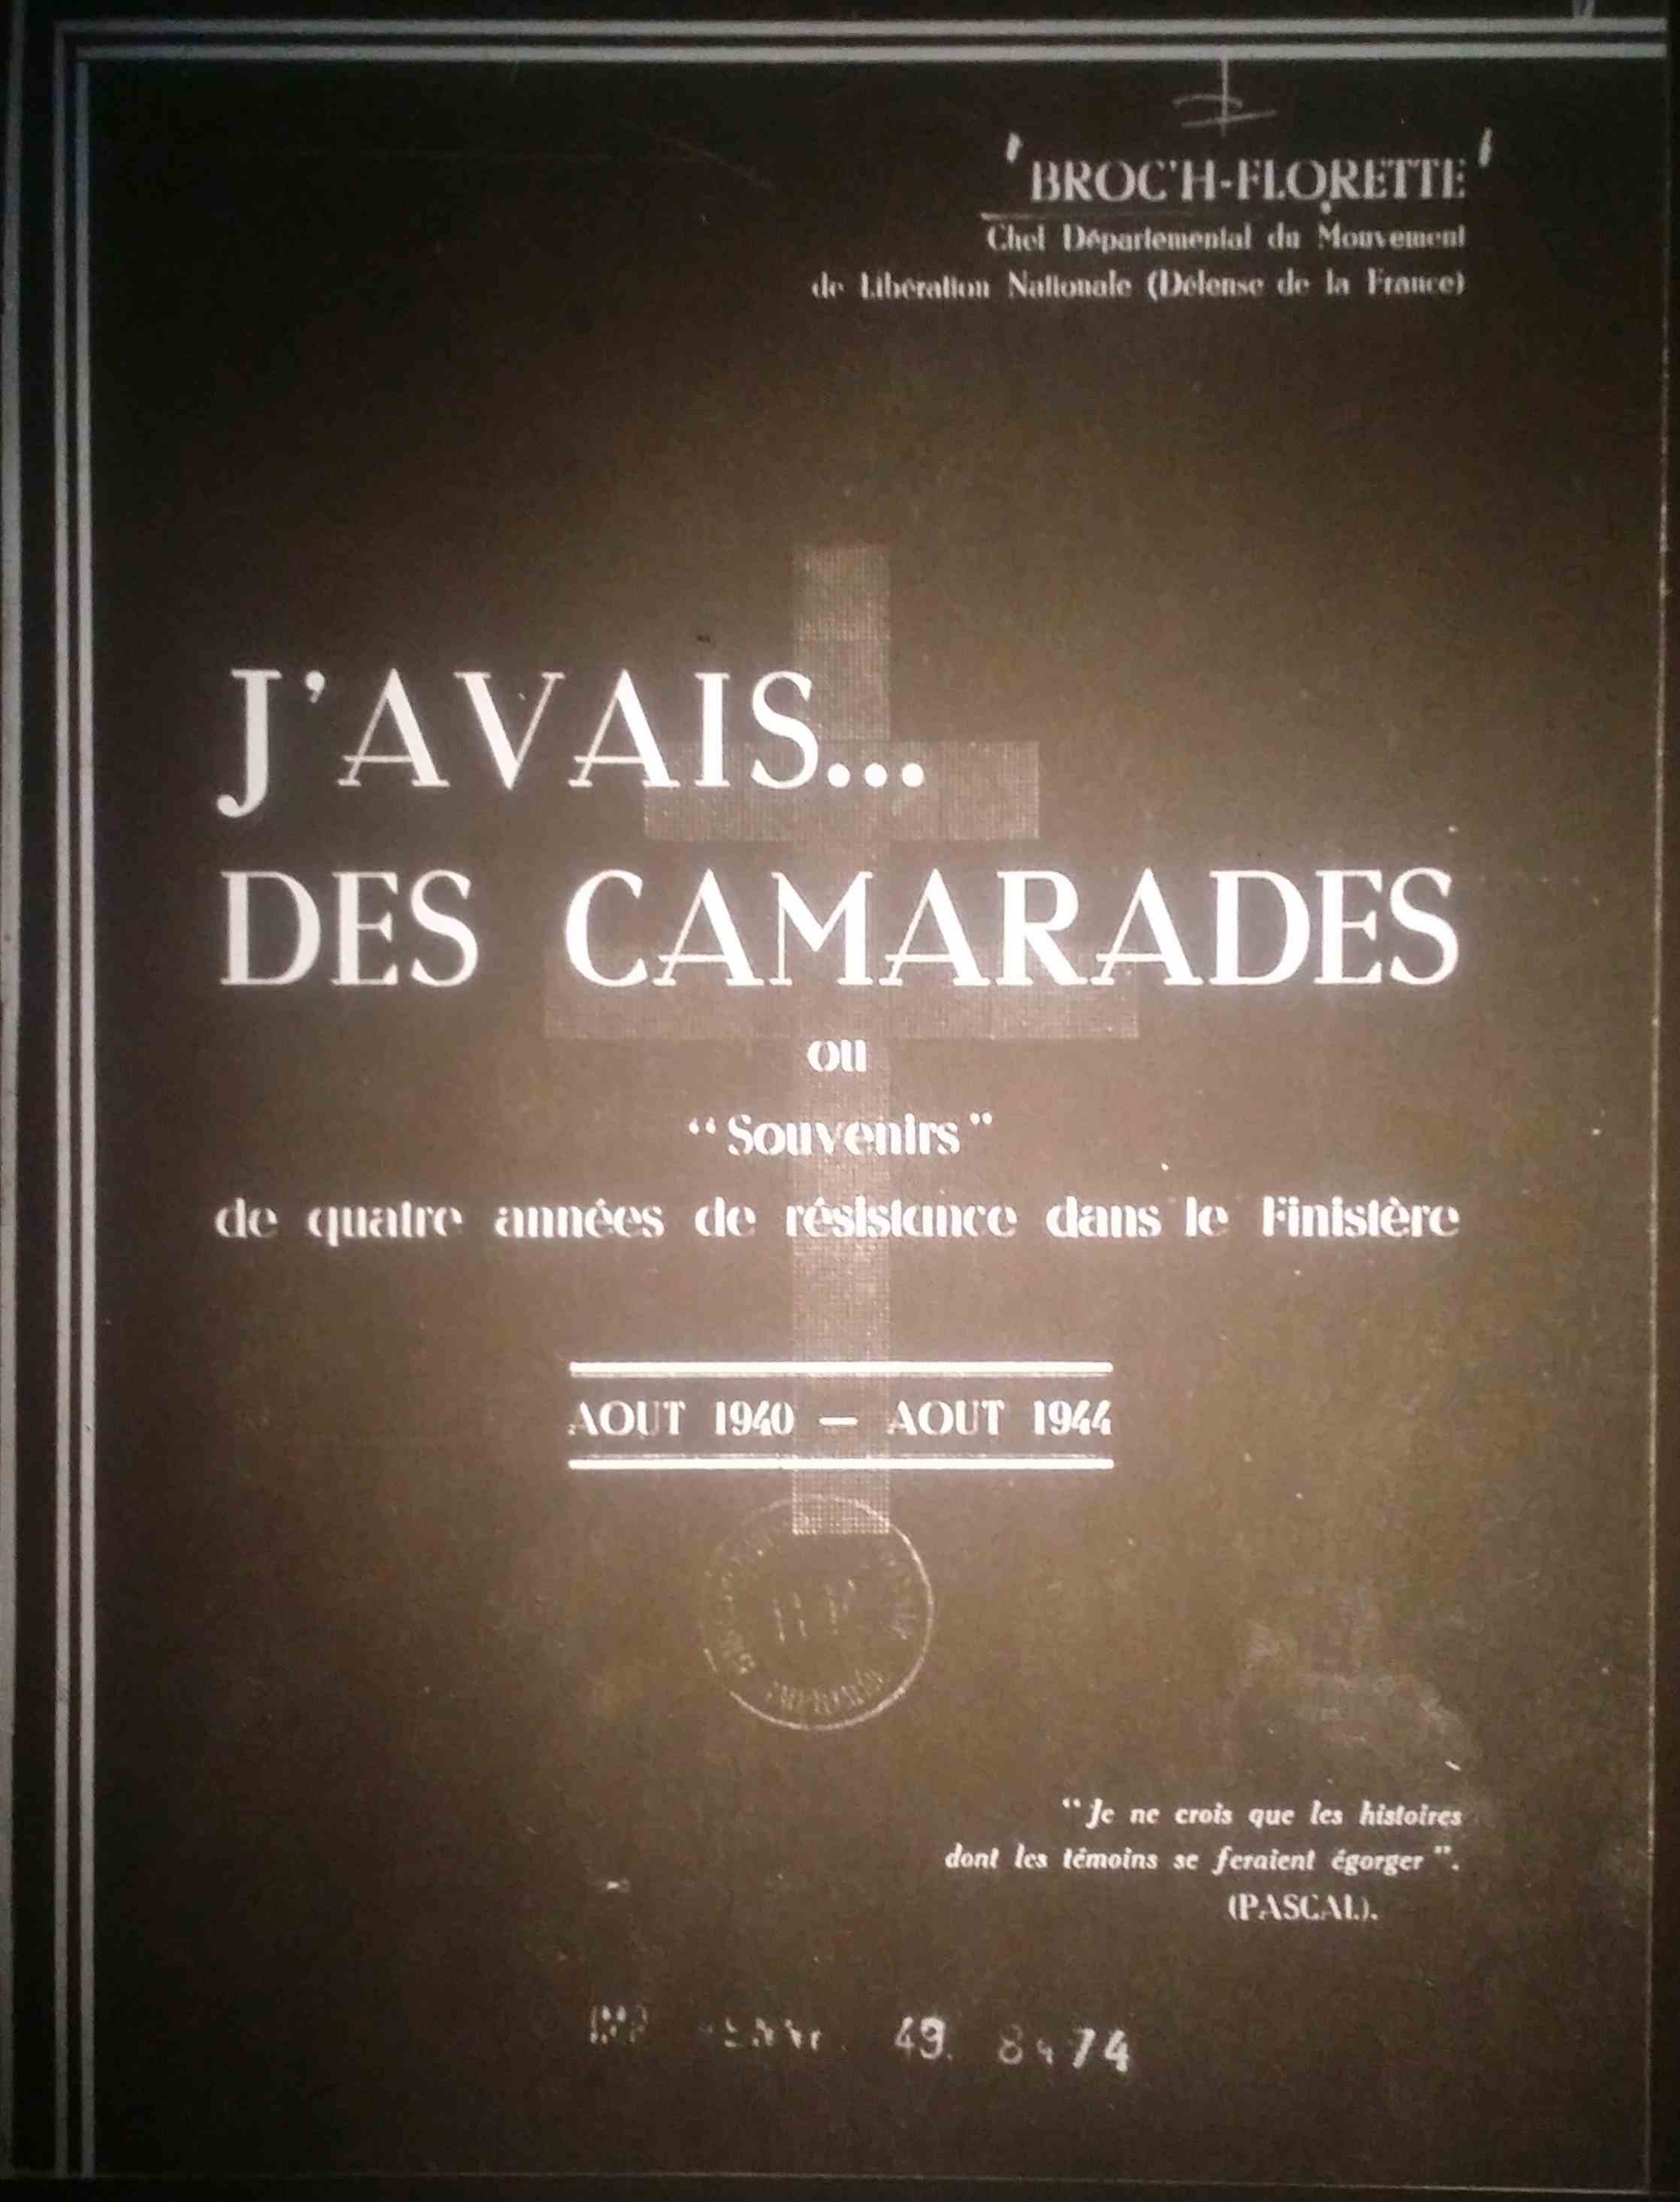 BROC'H-FLORETTE
Chef Départemental du Mouvement
de Libération Nationale (Défense de la France)
J'AVAIS...
DES CAMARADES
ou
“Souvenirs”
de quatre années de résistance dans le Finistère
AOUT 1940 — AOUT 1944
“Je ne crois que les histoires
dont les témoins se feraient égorger”.
(PASCAL).
49. 8474